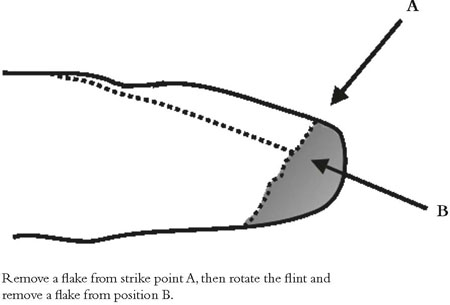 A
B
Remove a flake from strike point A, then rotate the flint and
remove a flake from position B.